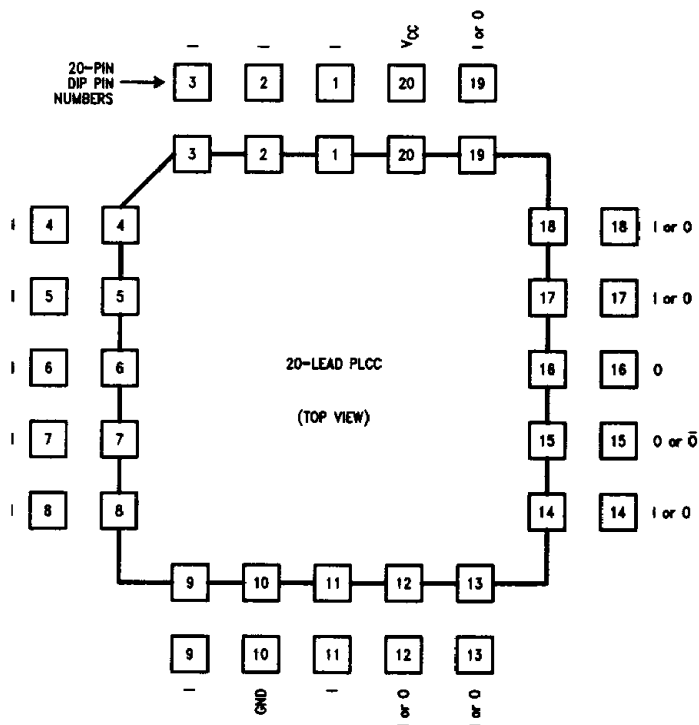 I I I VCC I or O
20-PIN
DIP PIN
NUMBERS
3 2 1 20 19
3 2 1 20 19
I 4 4 18 18 I or O
I 5 5 17 17 I or O
I 6 6 16 16 O
20-LEAD PLCC
(TOP VIEW)
I 7 7 15 15 O or Ō
I 8 8 14 14 I or O
9 10 11 12 13
9 10 11 12 13
I GND I I or O I or O